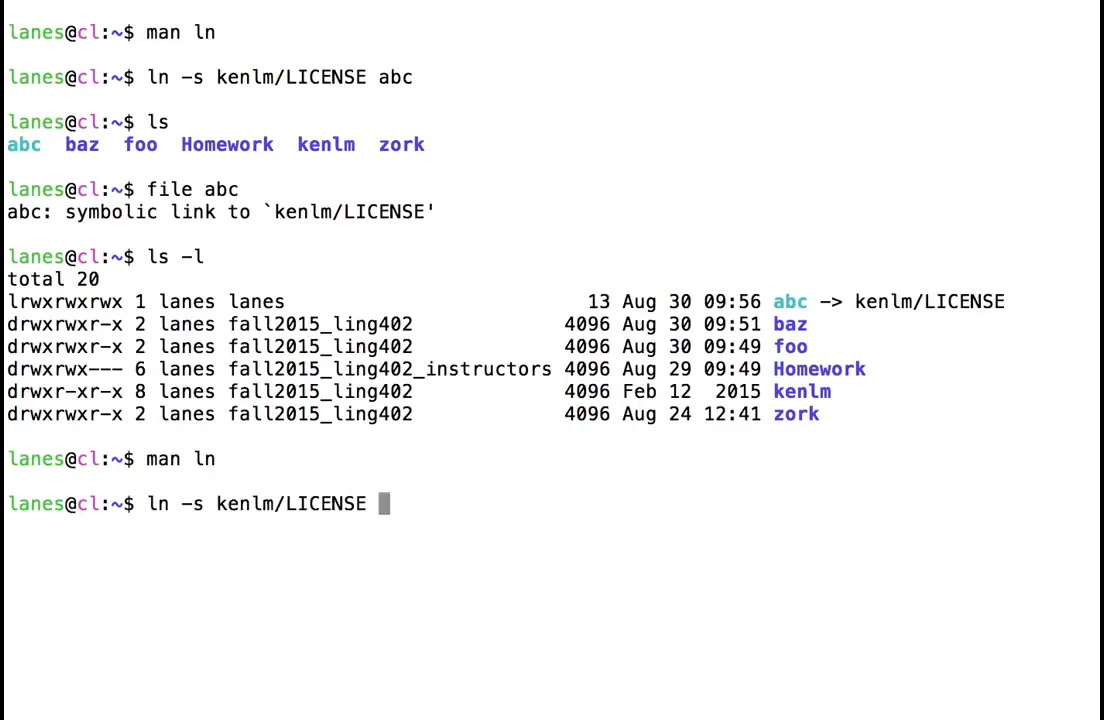 lanes@cl:~$ man ln
lanes@cl:~$ ln -s kenlm/LICENSE abc
lanes@cl:~$ ls
abc  baz  foo  Homework  kenlm  zork
lanes@cl:~$ file abc
abc: symbolic link to `kenlm/LICENSE'
lanes@cl:~$ ls -l
total 20
lrwxrwxrwx 1 lanes lanes                          13 Aug 30 09:56 abc -> kenlm/LICENSE
drwxrwxr-x 2 lanes fall2015_ling402             4096 Aug 30 09:51 baz
drwxrwxr-x 2 lanes fall2015_ling402             4096 Aug 30 09:49 foo
drwxrwx--- 6 lanes fall2015_ling402_instructors 4096 Aug 29 09:49 Homework
drwxr-xr-x 8 lanes fall2015_ling402             4096 Feb 12  2015 kenlm
drwxrwxr-x 2 lanes fall2015_ling402             4096 Aug 24 12:41 zork
lanes@cl:~$ man ln
lanes@cl:~$ ln -s kenlm/LICENSE